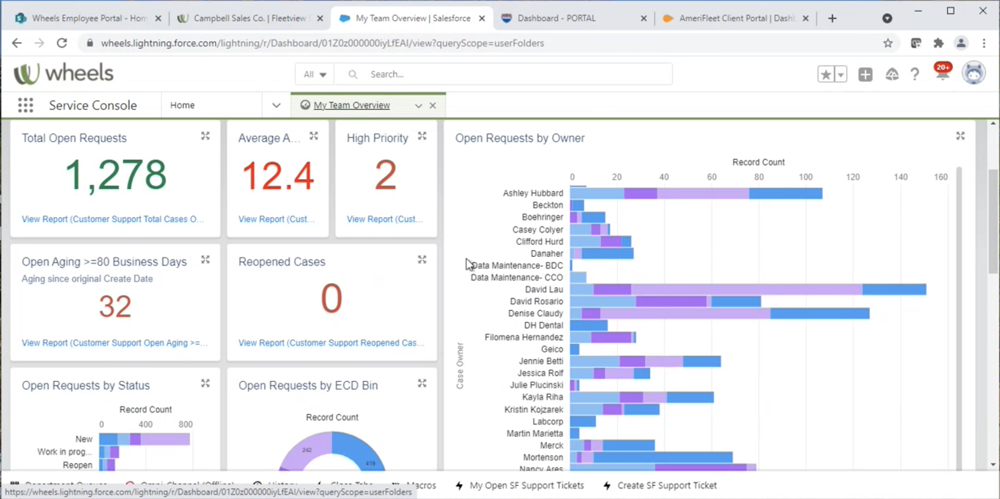 Wheels Employee Portal - Hom
Campbell Sales Co. | Fleetview
My Team Overview | Salesforce
Dashboard - PORTAL
AmeriFleet Client Portal | Dashb
wheels.lightning.force.com/lightning/r/Dashboard/01Z0z000000iyLfEAI/view?queryScope=userFolders
wheels
All
Search...
20+
Service Console
Home
My Team Overview
Total Open Requests
1,278
View Report (Customer Support Total Cases O...
Average A...
12.4
View Report (Cust...
High Priority
2
View Report (Cust...
Open Aging >=80 Business Days
Aging since original Create Date
32
View Report (Customer Support Open Aging >=...
Reopened Cases
0
View Report (Customer Support Reopened Cas...
Open Requests by Status
Record Count
0 400 800
New
Work in prog...
Reopen
Open Requests by ECD Bin
Record Count
242
419
Open Requests by Owner
Record Count
0 20 40 60 80 100 120 140 160
Case Owner
Ashley Hubbard
Beckton
Boehringer
Casey Colyer
Clifford Hurd
Danaher
Data Maintenance- BDC
Data Maintenance- CCO
David Lau
David Rosario
Denise Claudy
DH Dental
Filomena Hernandez
Geico
Jennie Betti
Jessica Rolf
Julie Plucinski
Kayla Riha
Kristin Kojzarek
Labcorp
Martin Marietta
Merck
Mortenson
Nancy Ares
Macros
My Open SF Support Tickets
Create SF Support Ticket
https://wheels.lightning.force.com/lightning/r/Dashboard/01Z0z000000iyLfEAI/view?queryScope=userFolders